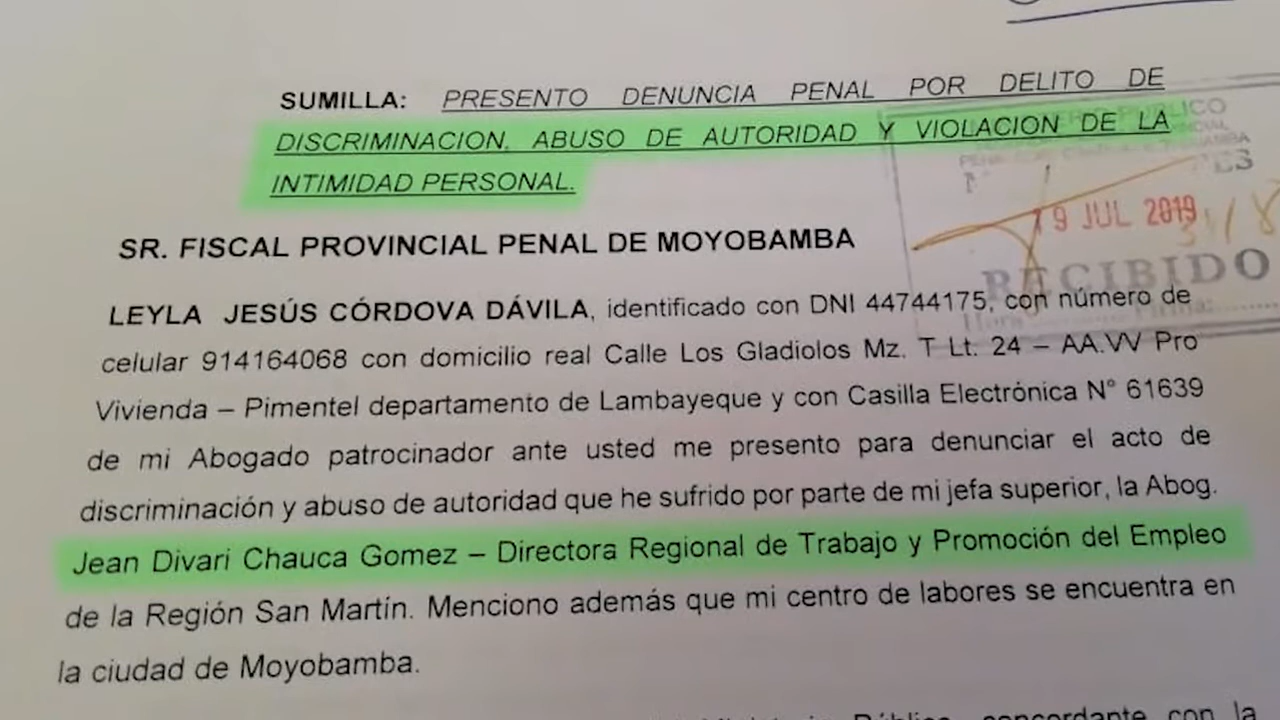 SUMILLA: PRESENTO DENUNCIA PENAL POR DELITO DE
DISCRIMINACION, ABUSO DE AUTORIDAD Y VIOLACION DE LA
INTIMIDAD PERSONAL.
9 JUL 2019
RECIBIDO
SR. FISCAL PROVINCIAL PENAL DE MOYOBAMBA
LEYLA JESÚS CÓRDOVA DÁVILA, identificado con DNI 44744175, con número de
celular 914164068 con domicilio real Calle Los Gladiolos Mz. T Lt. 24 – AA.VV Pro
Vivienda – Pimentel departamento de Lambayeque y con Casilla Electrónica N° 61639
de mi Abogado patrocinador ante usted me presento para denunciar el acto de
discriminación y abuso de autoridad que he sufrido por parte de mi jefa superior, la Abog.
Jean Divari Chauca Gomez – Directora Regional de Trabajo y Promoción del Empleo
de la Región San Martín. Menciono además que mi centro de labores se encuentra en
la ciudad de Moyobamba.
Público, concordante con la